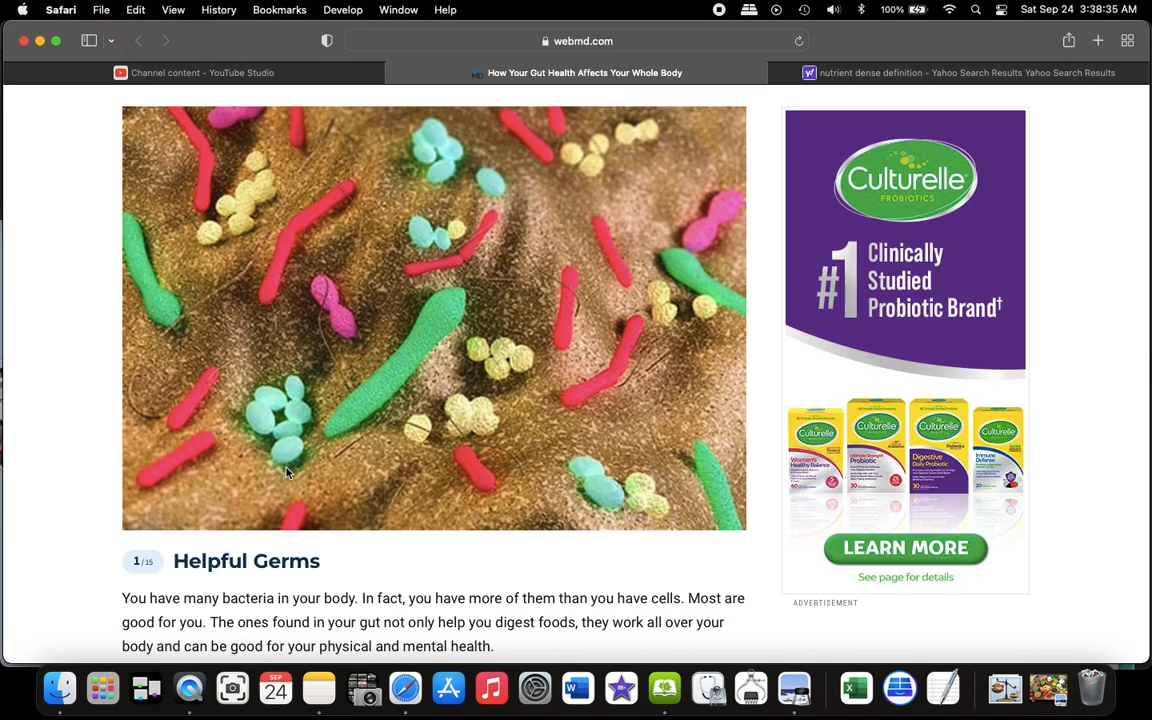 Safari File Edit View History Bookmarks Develop Window Help 100% Sat Sep 24 3:38:35 AM
webmd.com
Channel content - YouTube Studio
How Your Gut Health Affects Your Whole Body
nutrient dense definition - Yahoo Search Results Yahoo Search Results
Culturelle
PROBIOTICS
#1 Clinically
Studied
Probiotic Brand†
LEARN MORE
See page for details
ADVERTISEMENT
1/15 Helpful Germs
You have many bacteria in your body. In fact, you have more of them than you have cells. Most are
good for you. The ones found in your gut not only help you digest foods, they work all over your
body and can be good for your physical and mental health.
SEP
24